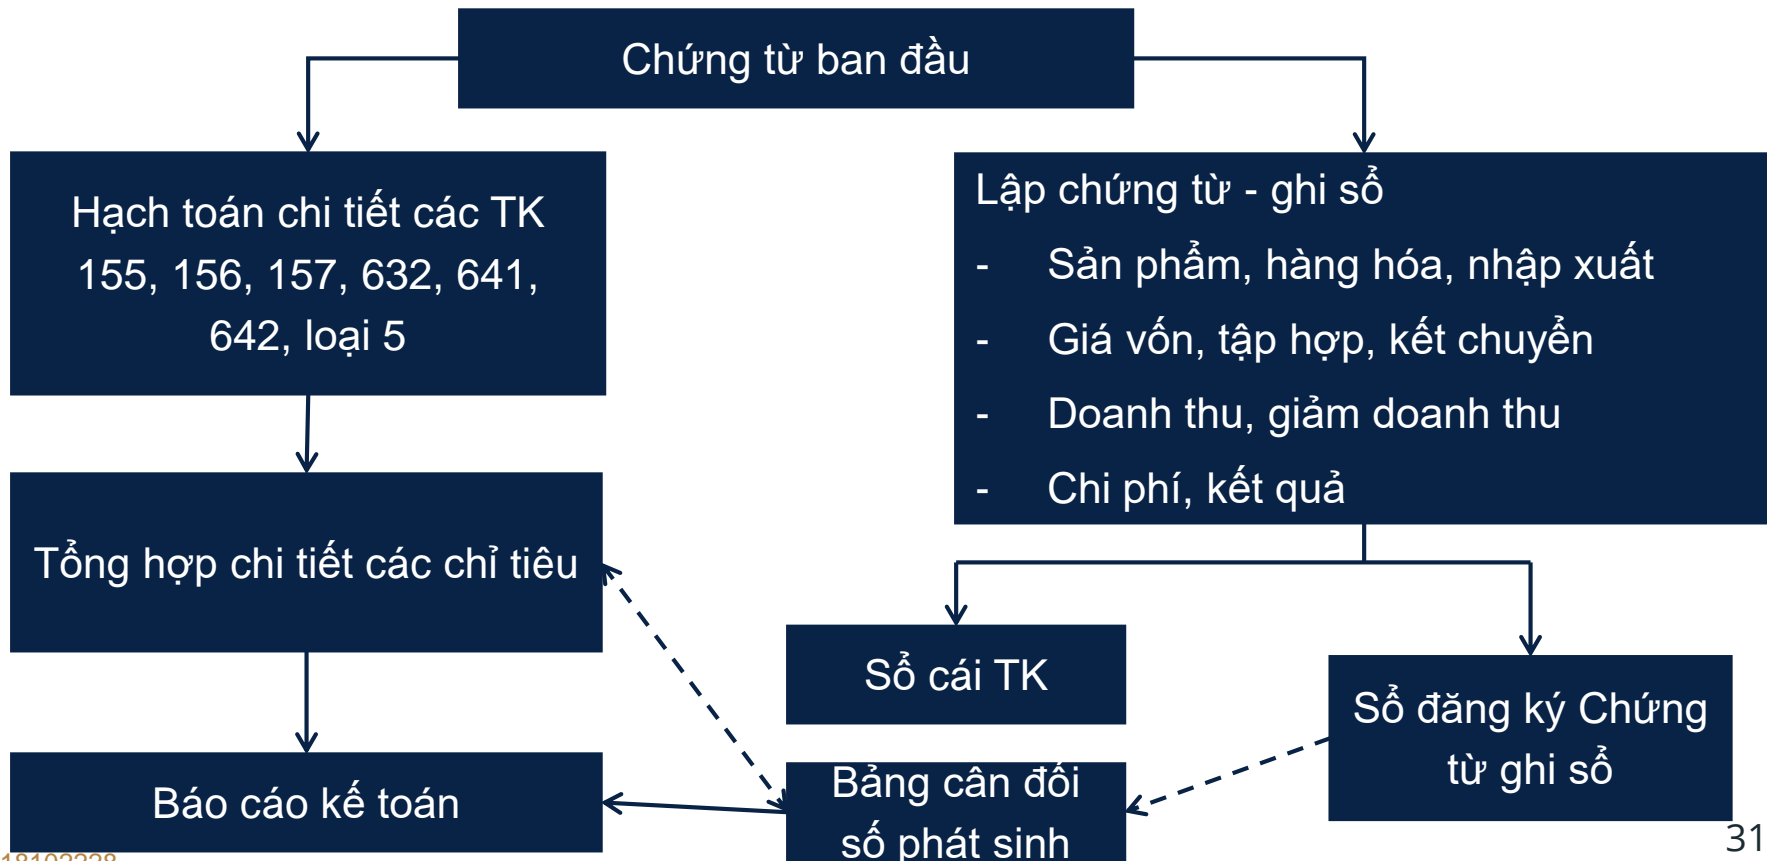 Chứng từ ban đầu
Hạch toán chi tiết các TK
155, 156, 157, 632, 641,
642, loại 5
Lập chứng từ - ghi sổ
- Sản phẩm, hàng hóa, nhập xuất
- Giá vốn, tập hợp, kết chuyển
- Doanh thu, giảm doanh thu
- Chi phí, kết quả
Tổng hợp chi tiết các chỉ tiêu
Sổ cái TK
Sổ đăng ký Chứng
từ ghi sổ
Báo cáo kế toán
Bảng cân đối
số phát sinh
31